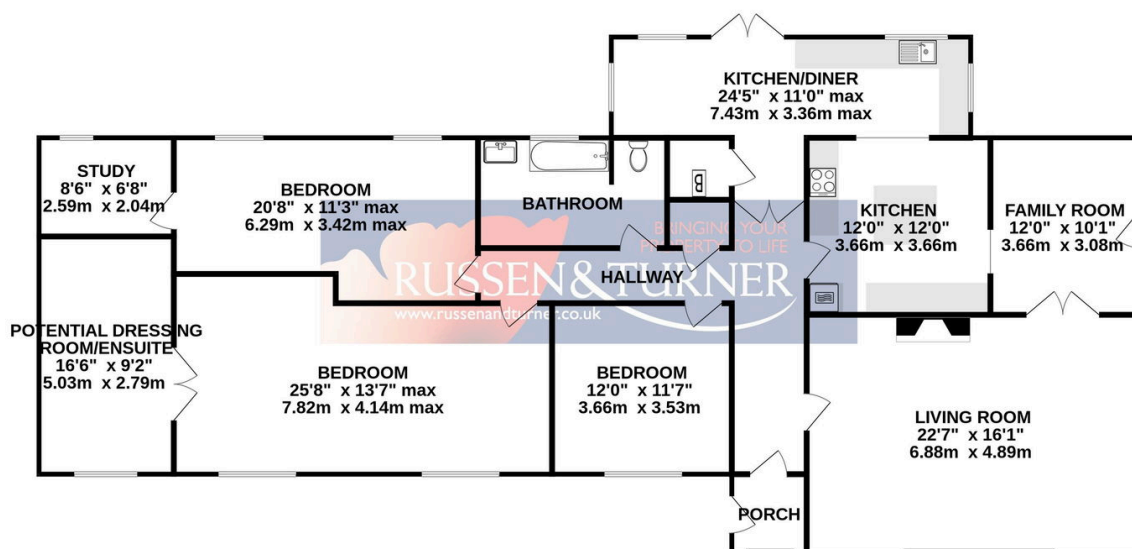 KITCHEN/DINER
24'5" x 11'0" max
7.43m x 3.36m max
STUDY
8'6" x 6'8"
2.59m x 2.04m
BEDROOM
20'8" x 11'3" max
6.29m x 3.42m max
BATHROOM
B
KITCHEN
12'0" x 12'0"
3.66m x 3.66m
FAMILY ROOM
12'0" x 10'1"
3.66m x 3.08m
BRINGING YOUR
PROPERTY TO LIFE
HALLWAY
RUSSEN & TURNER
www.russenandturner.co.uk
POTENTIAL DRESSING
ROOM/ENSUITE
16'6" x 9'2"
5.03m x 2.79m
BEDROOM
25'8" x 13'7" max
7.82m x 4.14m max
BEDROOM
12'0" x 11'7"
3.66m x 3.53m
LIVING ROOM
22'7" x 16'1"
6.88m x 4.89m
PORCH